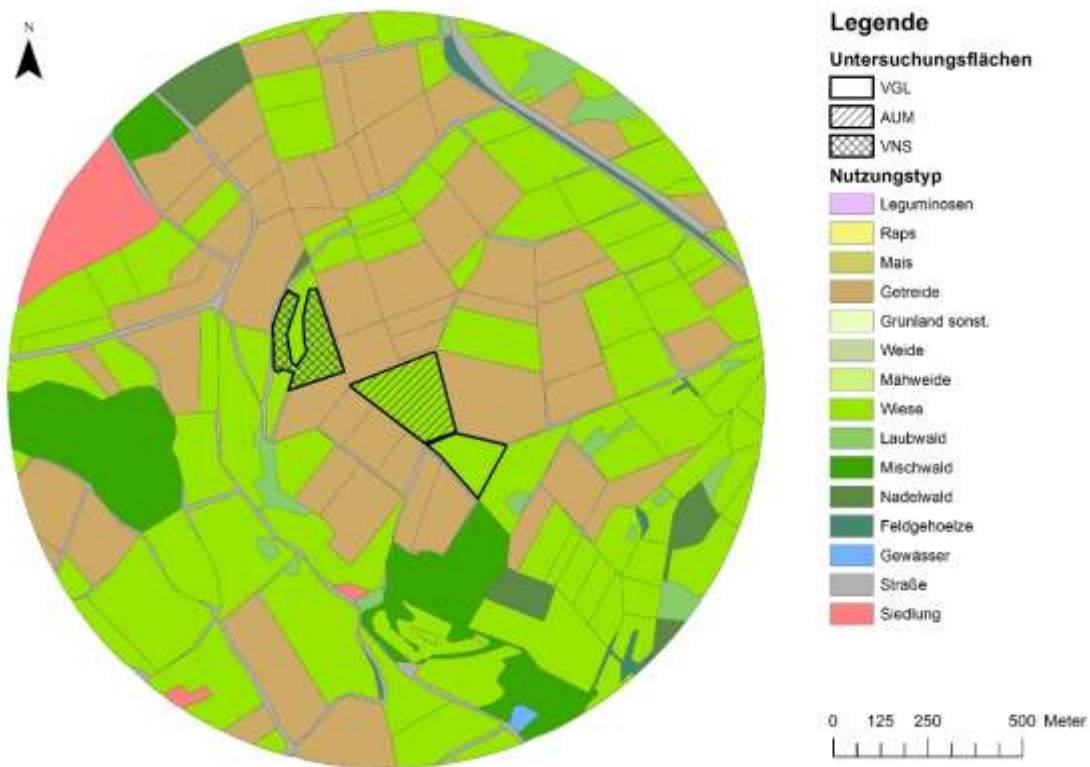 N
Legende
Untersuchungsflächen
VGL
AUM
VNS
Nutzungstyp
Leguminosen
Raps
Mais
Getreide
Grünland sonst.
Weide
Mähweide
Wiese
Laubwald
Mischwald
Nadelwald
Feldgehoelze
Gewässer
Straße
Siedlung
0 125 250 500 Meter